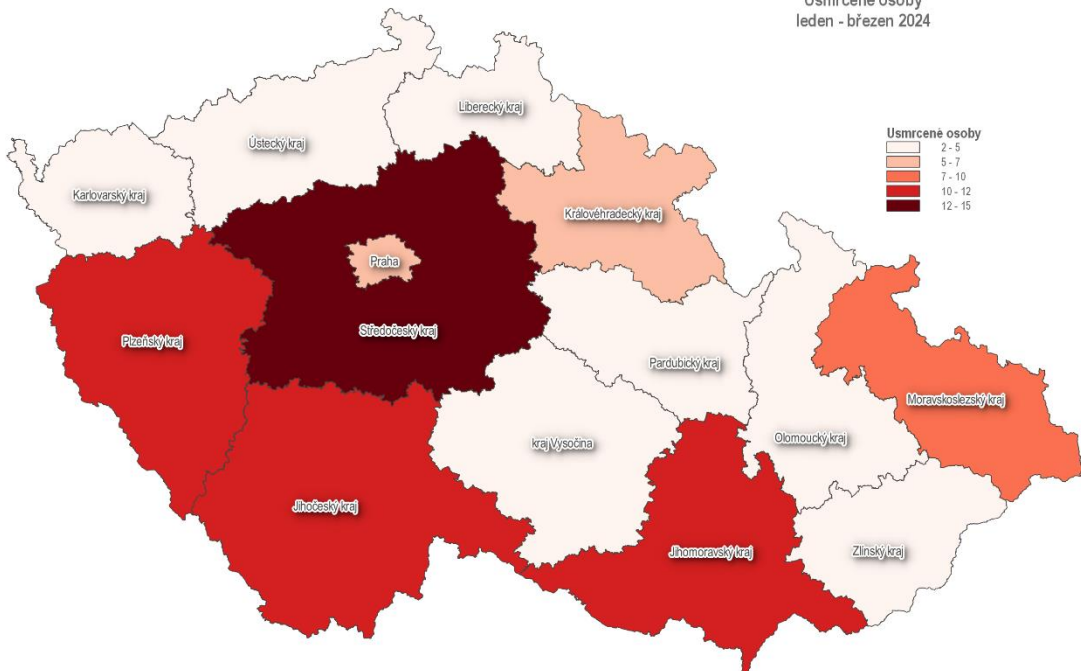 Usmrcené osoby
leden - březen 2024
Liberecký kraj
Ústecký kraj
Usmrcené osoby
2 - 5
5 - 7
7 - 10
10 - 12
12 - 15
Karlovarský kraj
Královéhradecký kraj
Praha
Středočeský kraj
Plzeňský kraj
Pardubický kraj
Moravskoslezský kraj
kraj Vysočina
Olomoucký kraj
Jihočeský kraj
Jihomoravský kraj
Zlínský kraj